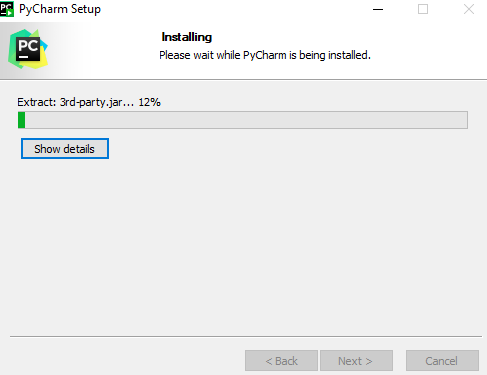 PyCharm Setup
PC
Installing
Please wait while PyCharm is being installed.
Extract: 3rd-party.jar... 12%
Show details
< Back
Next >
Cancel